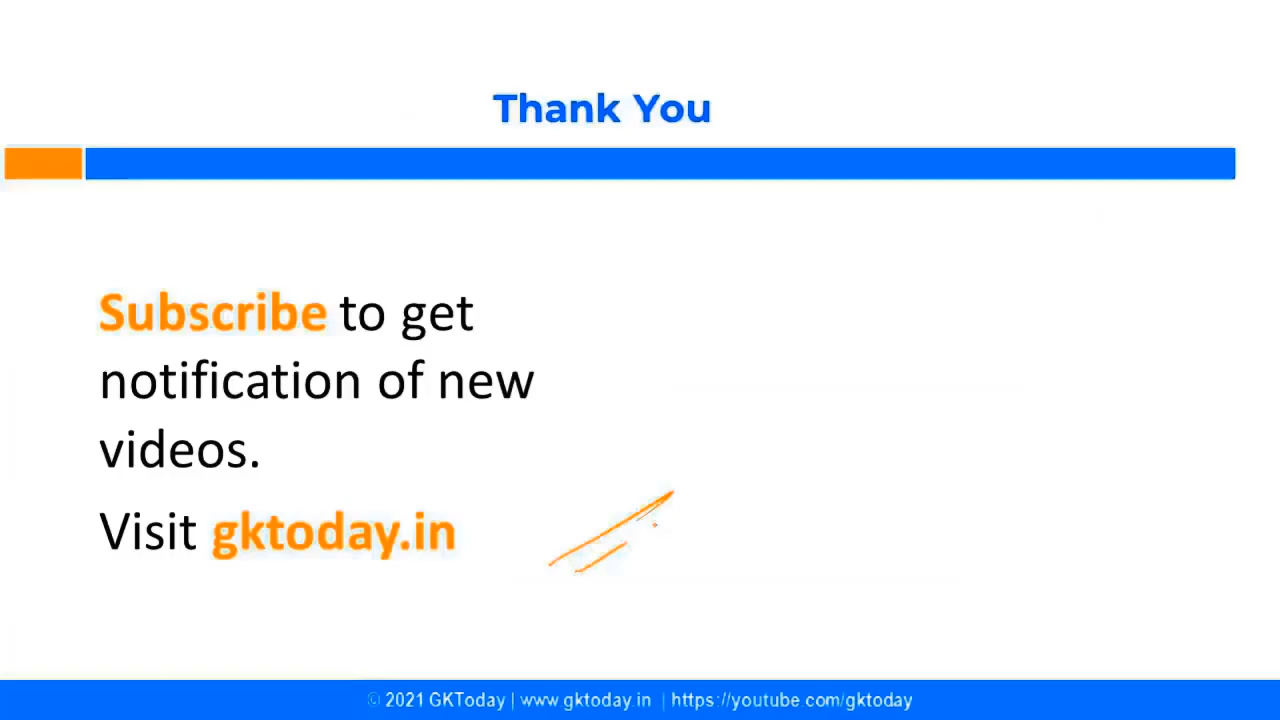 Thank You
Subscribe to get
notification of new
videos.
Visit gktoday.in
© 2021 GKToday | www.gktoday.in | https://youtube.com/gktoday